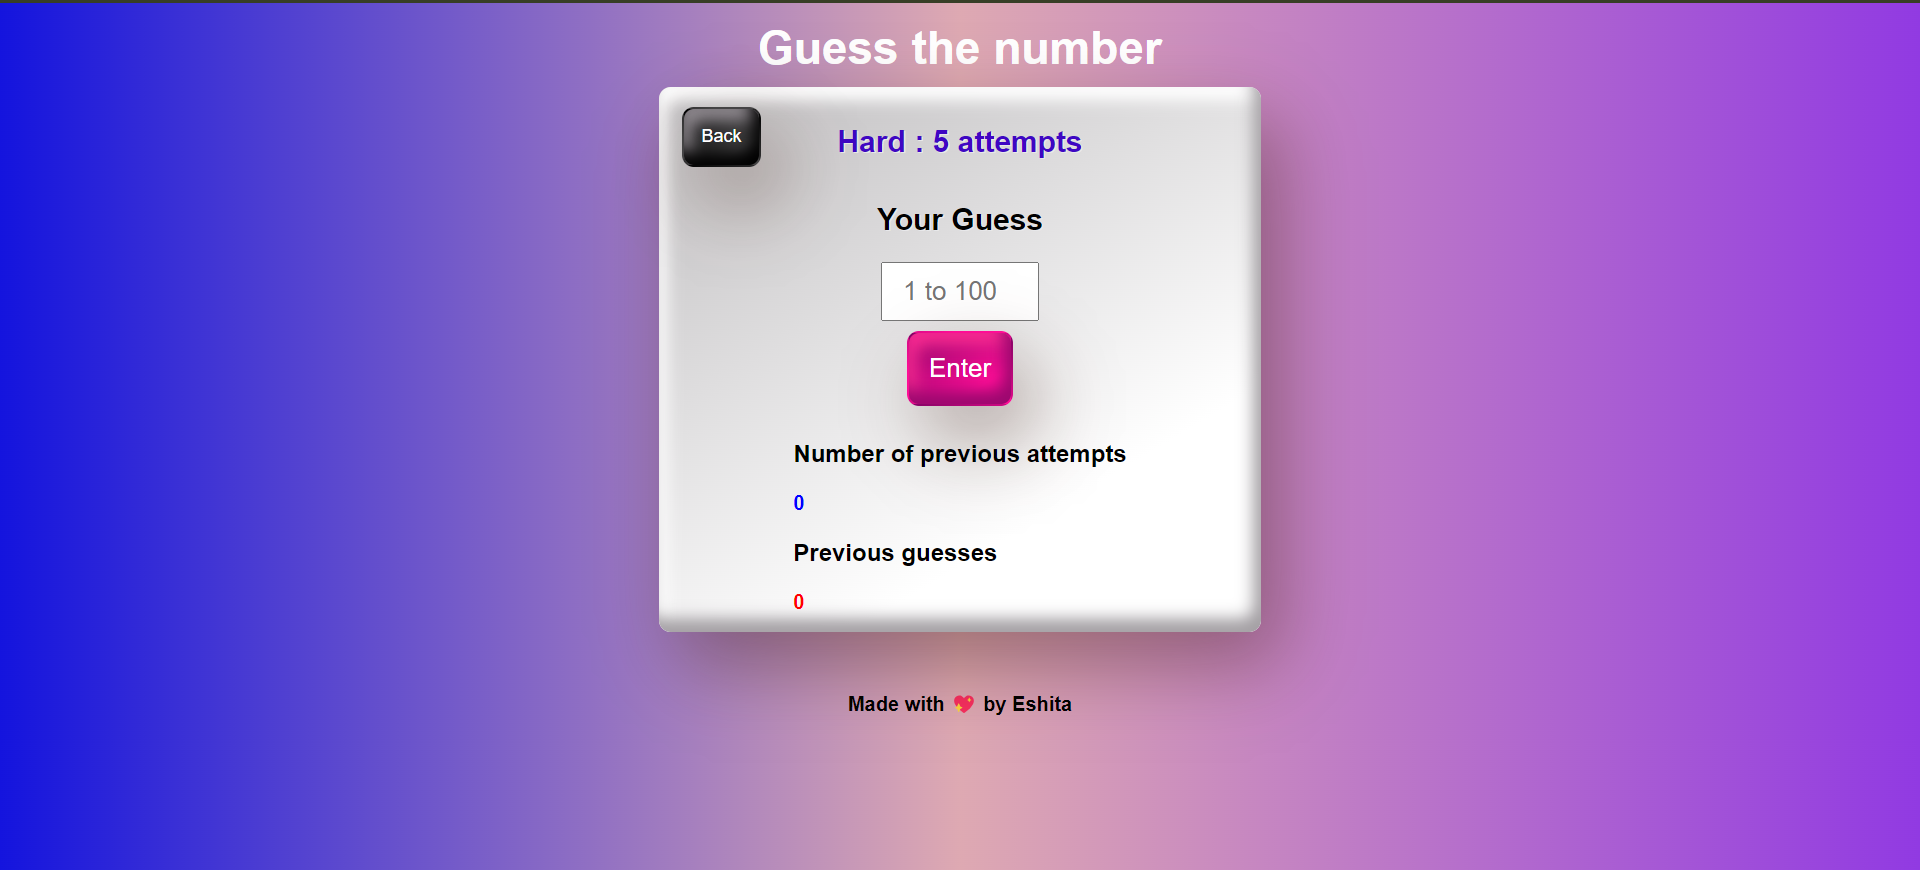 Guess the number
Back
Hard : 5 attempts
Your Guess
1 to 100
Enter
Number of previous attempts
0
Previous guesses
0
Made with 💖 by Eshita